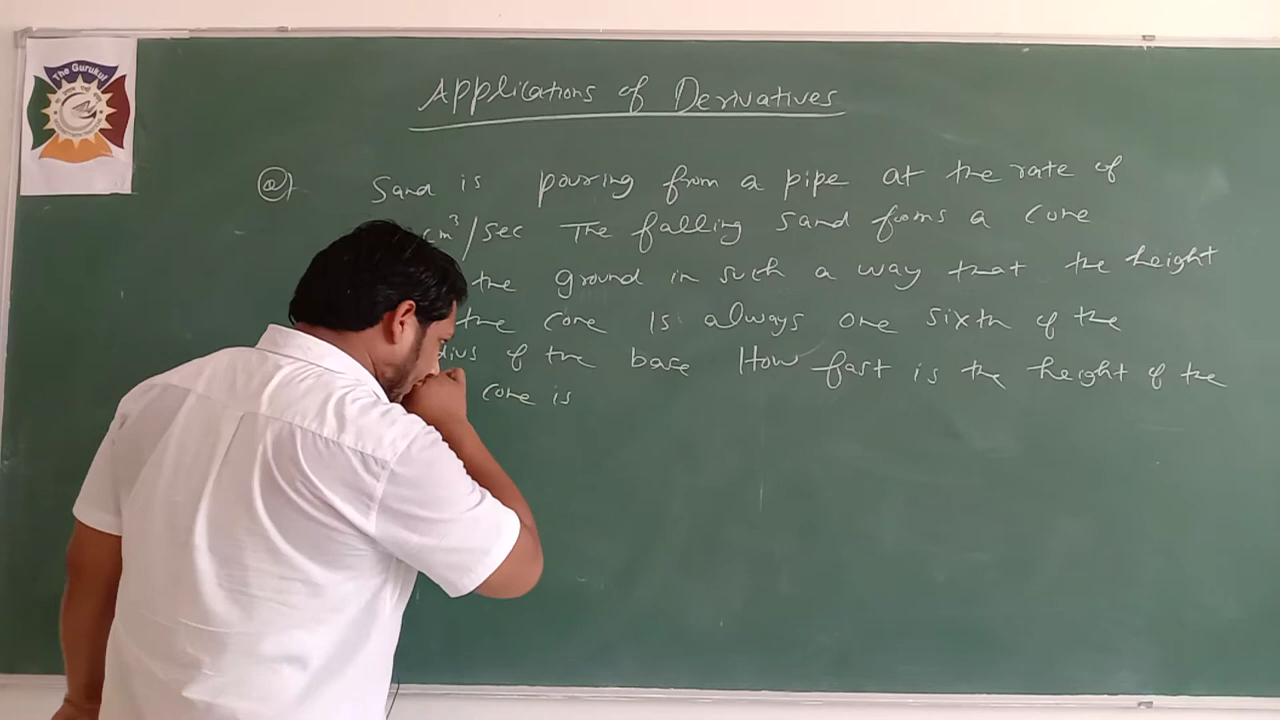 The Gurukul
Applications of Derivatives
Q) Sand is pouring from a pipe at the rate of
cm³/sec The falling sand forms a cone
the ground in such a way that the height
the cone is always one sixth of the
dius of the base How fast is the height of the
cone is